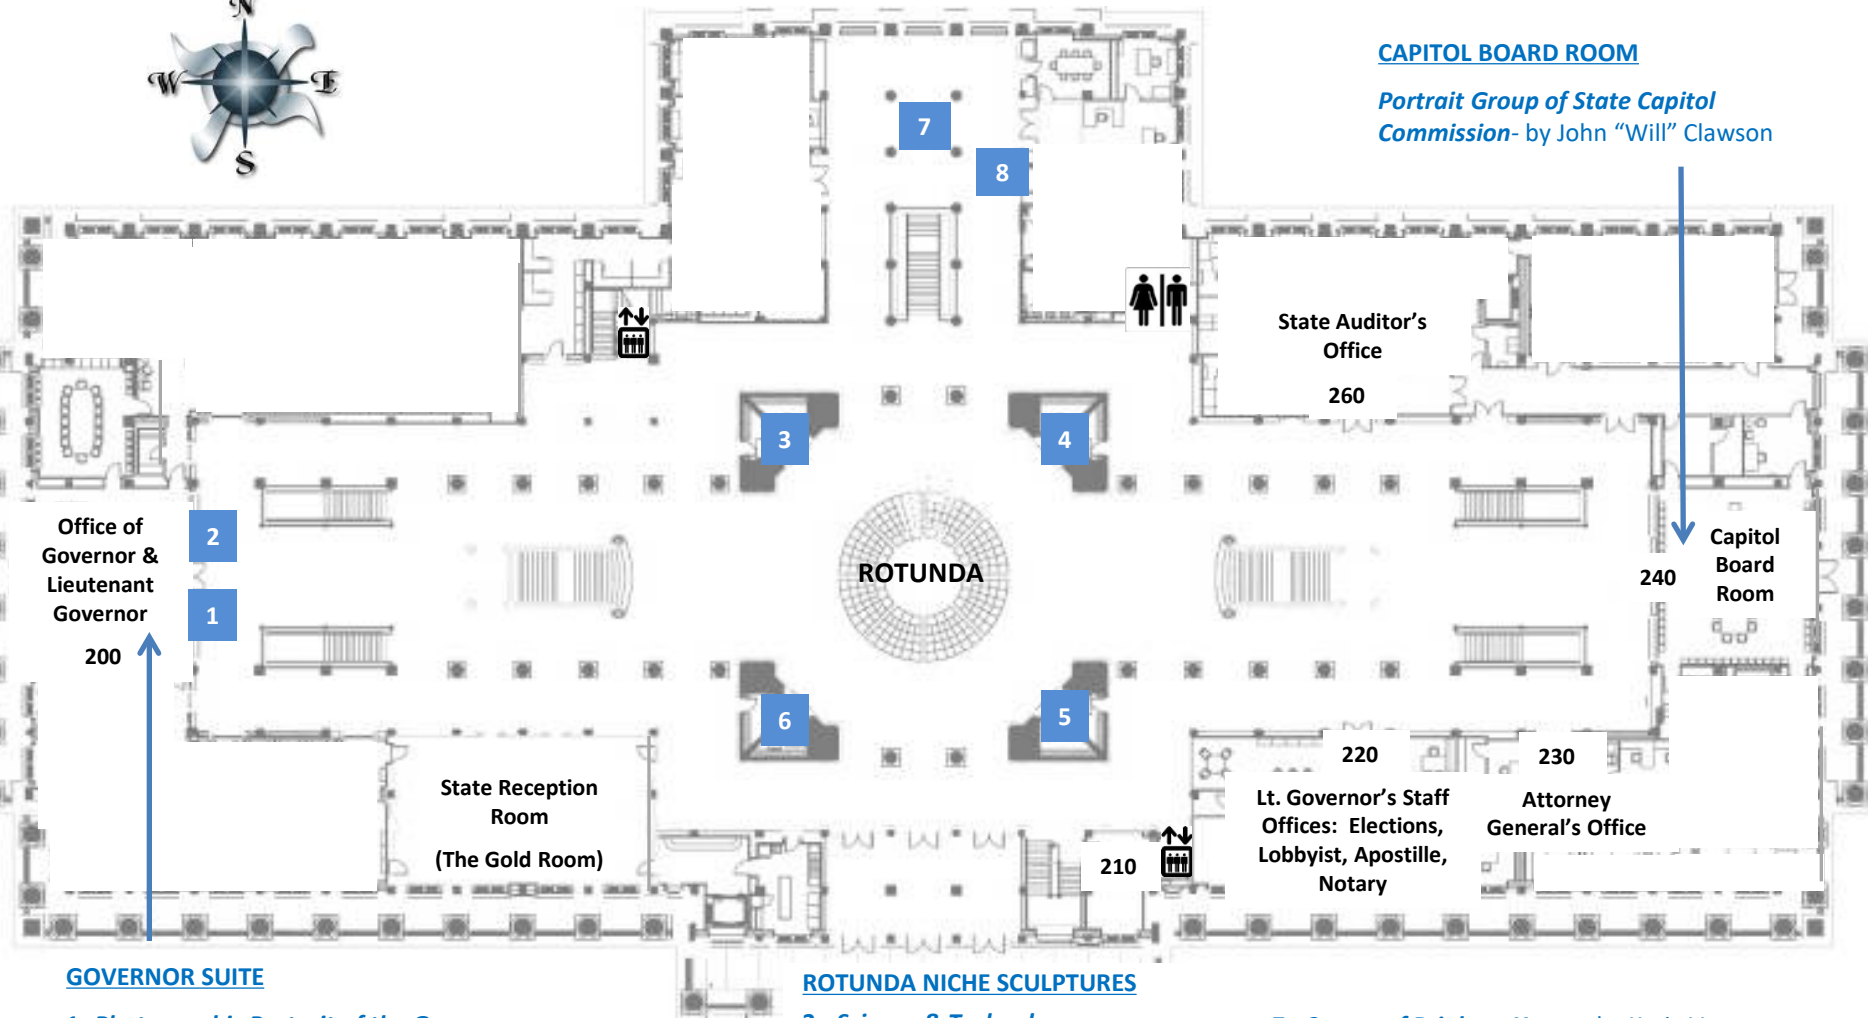 N
W
E
S
CAPITOL BOARD ROOM
Portrait Group of State Capitol
Commission- by John “Will” Clawson
7
8
State Auditor’s
Office
260
3
4
Office of
Governor &
Lieutenant
Governor
200
2
1
ROTUNDA
240
Capitol
Board
Room
6
5
State Reception
Room
(The Gold Room)
210
220
Lt. Governor’s Staff
Offices: Elections,
Lobbyist, Apostille,
Notary
230
Attorney
General’s Office
GOVERNOR SUITE
ROTUNDA NICHE SCULPTURES